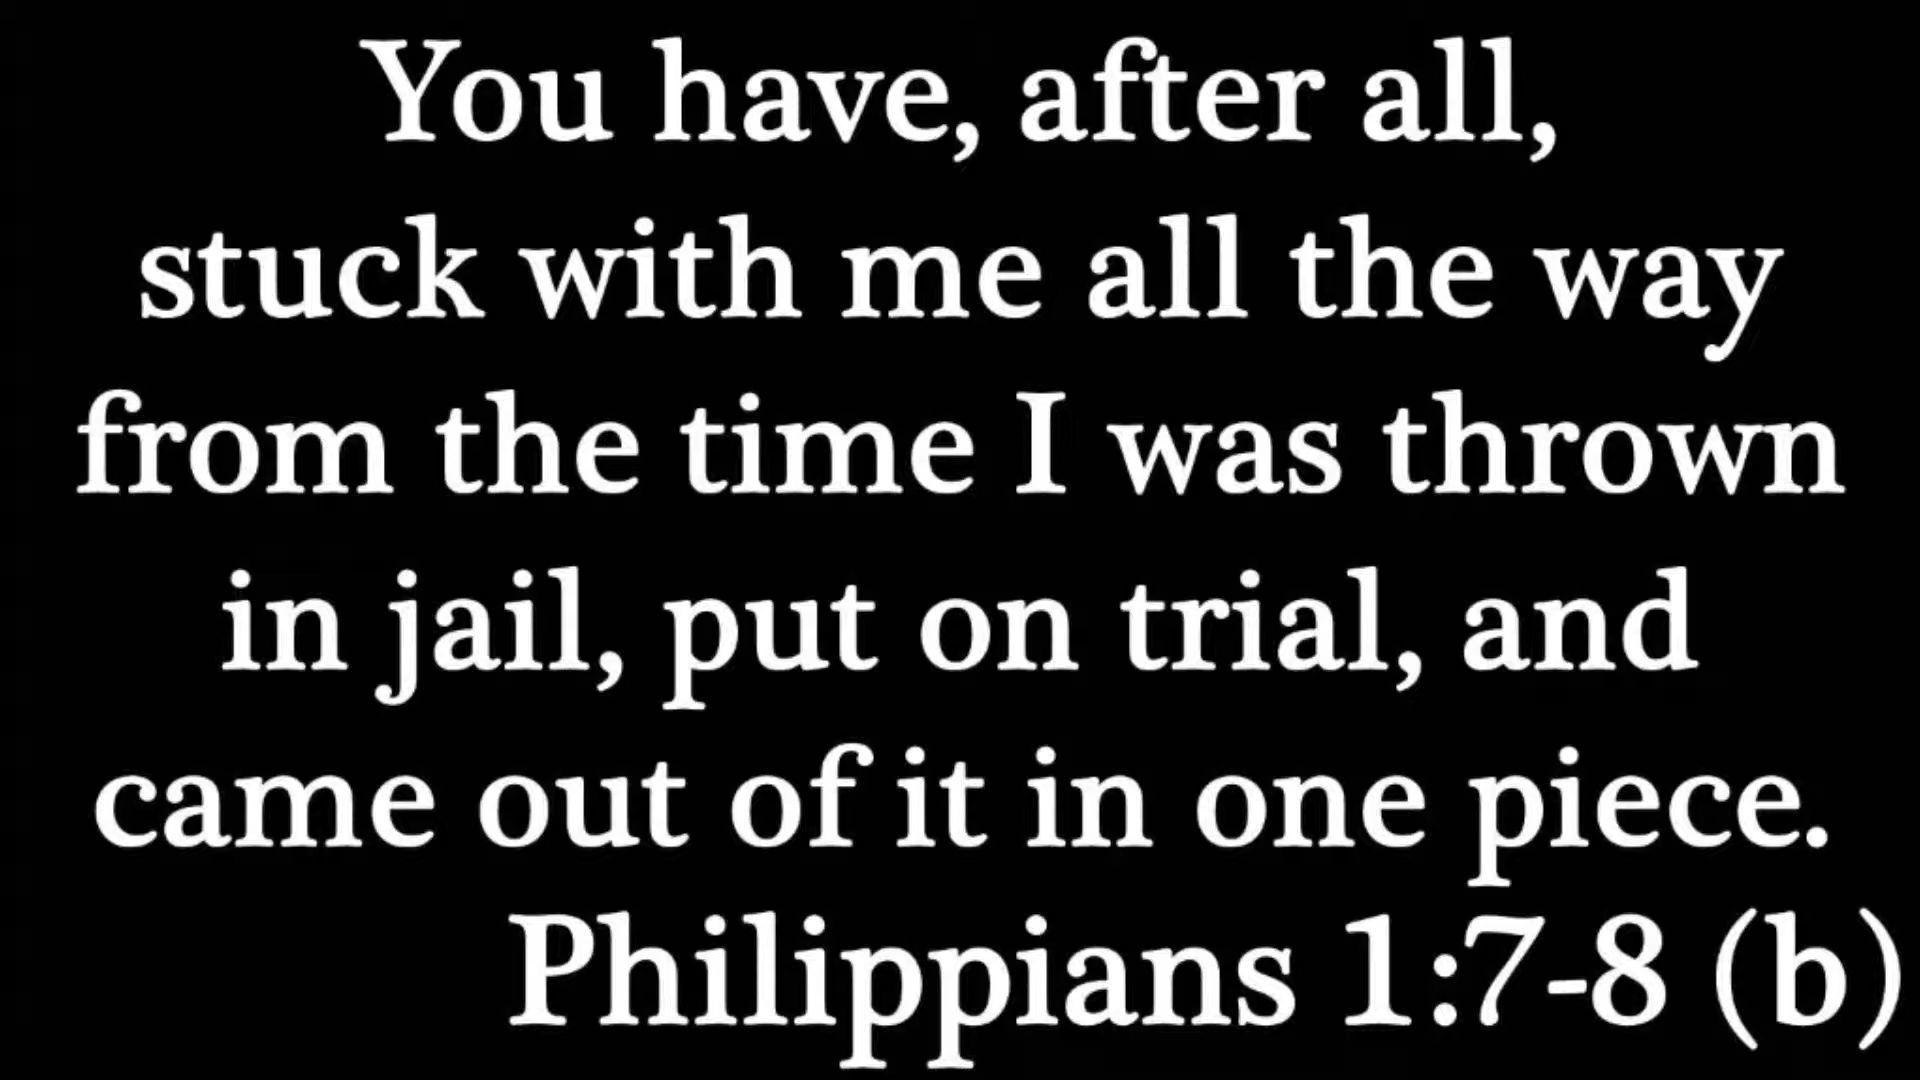 You have, after all,
stuck with me all the way
from the time I was thrown
in jail, put on trial, and
came out of it in one piece.
Philippians 1:7-8 (b)